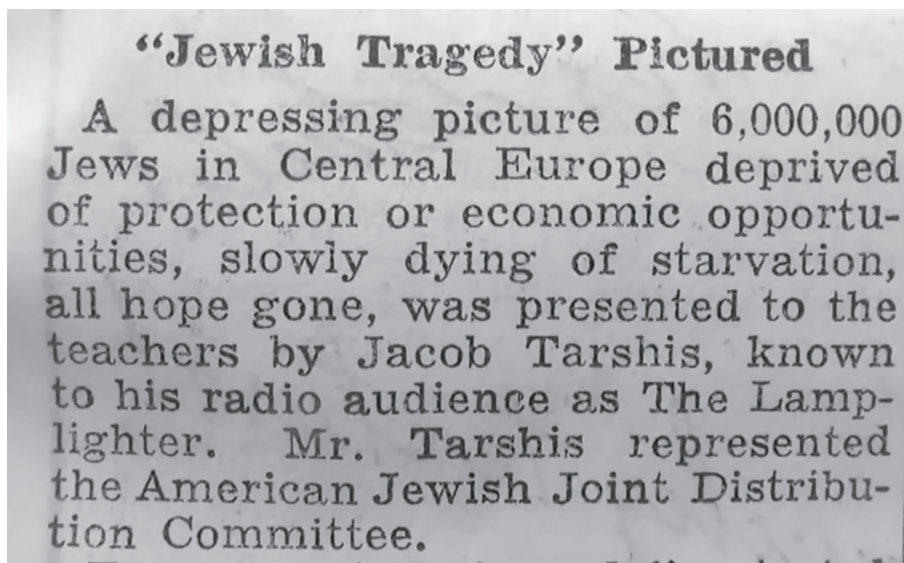 “Jewish Tragedy” Pictured
A depressing picture of 6,000,000
Jews in Central Europe deprived
of protection or economic opportu-
nities, slowly dying of starvation,
all hope gone, was presented to the
teachers by Jacob Tarshis, known
to his radio audience as The Lamp-
lighter. Mr. Tarshis represented
the American Jewish Joint Distribu-
tion Committee.